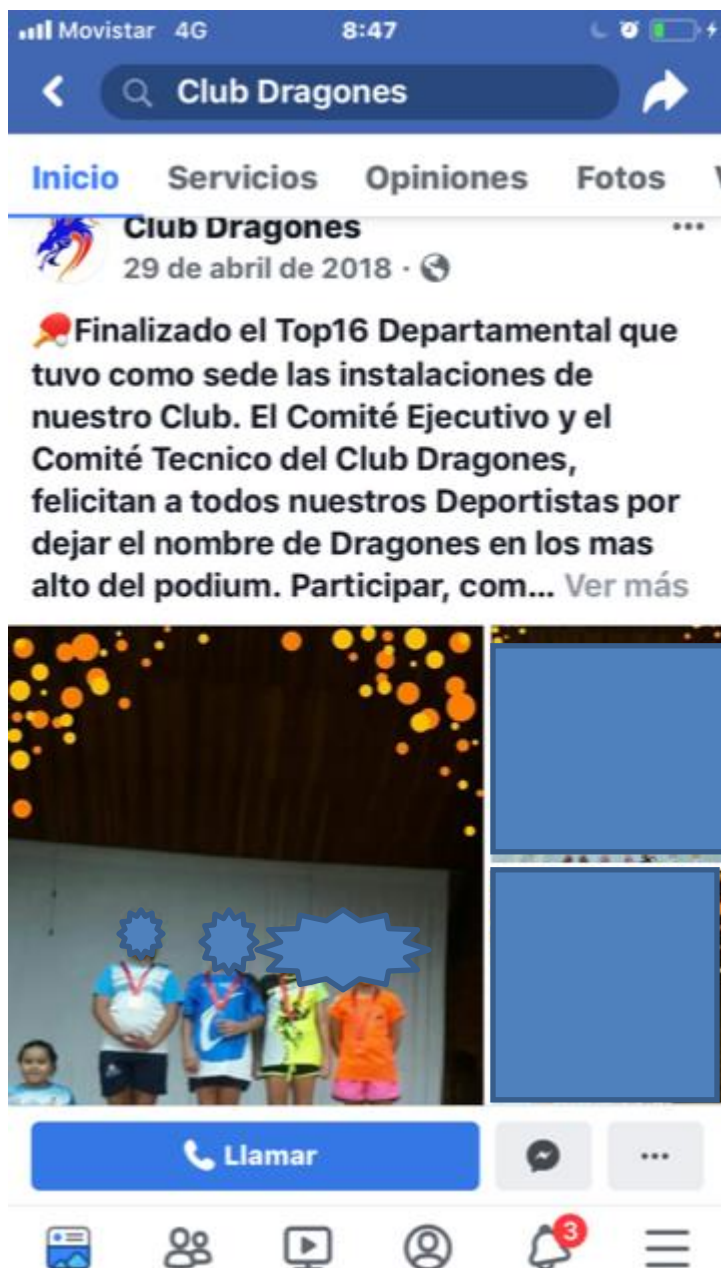 Movistar 4G 8:47
Club Dragones
Inicio Servicios Opiniones Fotos
Club Dragones
29 de abril de 2018 ·
Finalizado el Top16 Departamental que
tuvo como sede las instalaciones de
nuestro Club. El Comité Ejecutivo y el
Comité Tecnico del Club Dragones,
felicitan a todos nuestros Deportistas por
dejar el nombre de Dragones en los mas
alto del podium. Participar, com... Ver más
Llamar
3